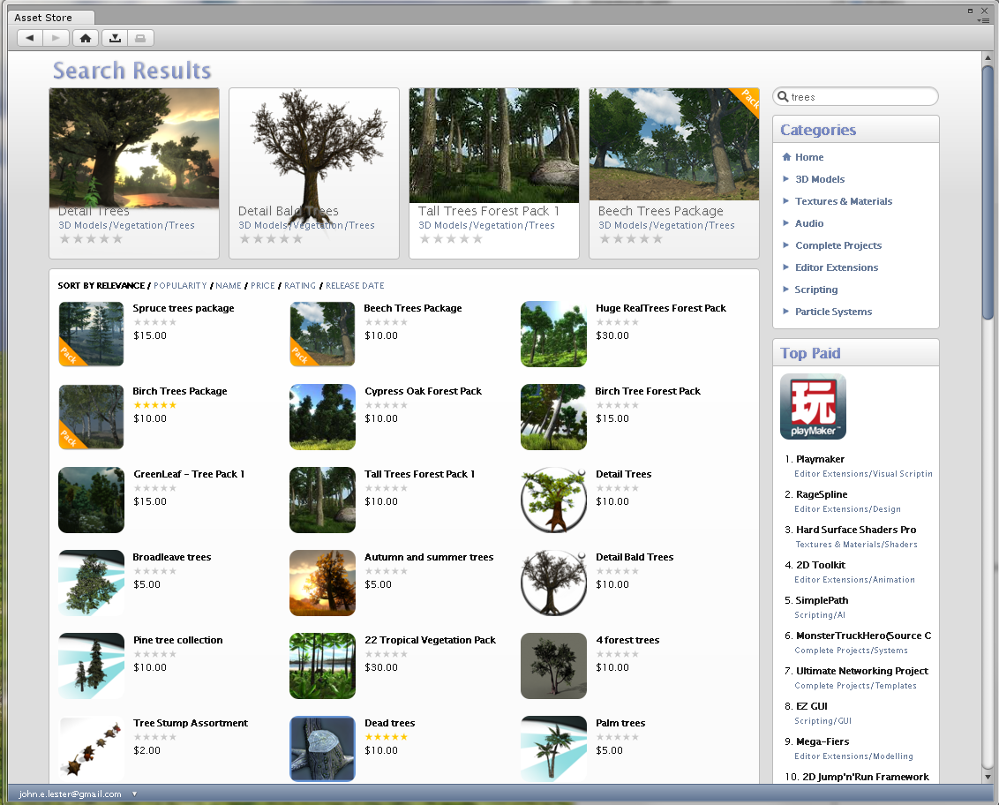 Asset Store
Search Results
Pack
Detail Trees
3D Models/Vegetation/Trees
Detail Bald Trees
3D Models/Vegetation/Trees
Tall Trees Forest Pack 1
3D Models/Vegetation/Trees
Beech Trees Package
3D Models/Vegetation/Trees
SORT BY RELEVANCE / POPULARITY / NAME / PRICE / RATING / RELEASE DATE
Spruce trees package
$15.00
Pack
Beech Trees Package
$10.00
Pack
Huge RealTrees Forest Pack
$30.00
Birch Trees Package
$10.00
Pack
Cypress Oak Forest Pack
$10.00
Birch Tree Forest Pack
$15.00
GreenLeaf - Tree Pack 1
$15.00
Tall Trees Forest Pack 1
$10.00
Detail Trees
$10.00
Broadleave trees
$5.00
Autumn and summer trees
$5.00
Detail Bald Trees
$10.00
Pine tree collection
$10.00
22 Tropical Vegetation Pack
$30.00
4 forest trees
$10.00
Tree Stump Assortment
$2.00
Dead trees
$10.00
Palm trees
$5.00
trees
Categories
Home
3D Models
Textures & Materials
Audio
Complete Projects
Editor Extensions
Scripting
Particle Systems
Top Paid
玩
playMaker™
1. Playmaker
Editor Extensions/Visual Scriptin
2. RageSpline
Editor Extensions/Design
3. Hard Surface Shaders Pro
Textures & Materials/Shaders
4. 2D Toolkit
Editor Extensions/Animation
5. SimplePath
Scripting/AI
6. MonsterTruckHero(Source C
Complete Projects/Systems
7. Ultimate Networking Project
Complete Projects/Templates
8. EZ GUI
Scripting/GUI
9. Mega-Fiers
Editor Extensions/Modelling
10. 2D Jump'n'Run Framework
john.e.lester@gmail.com